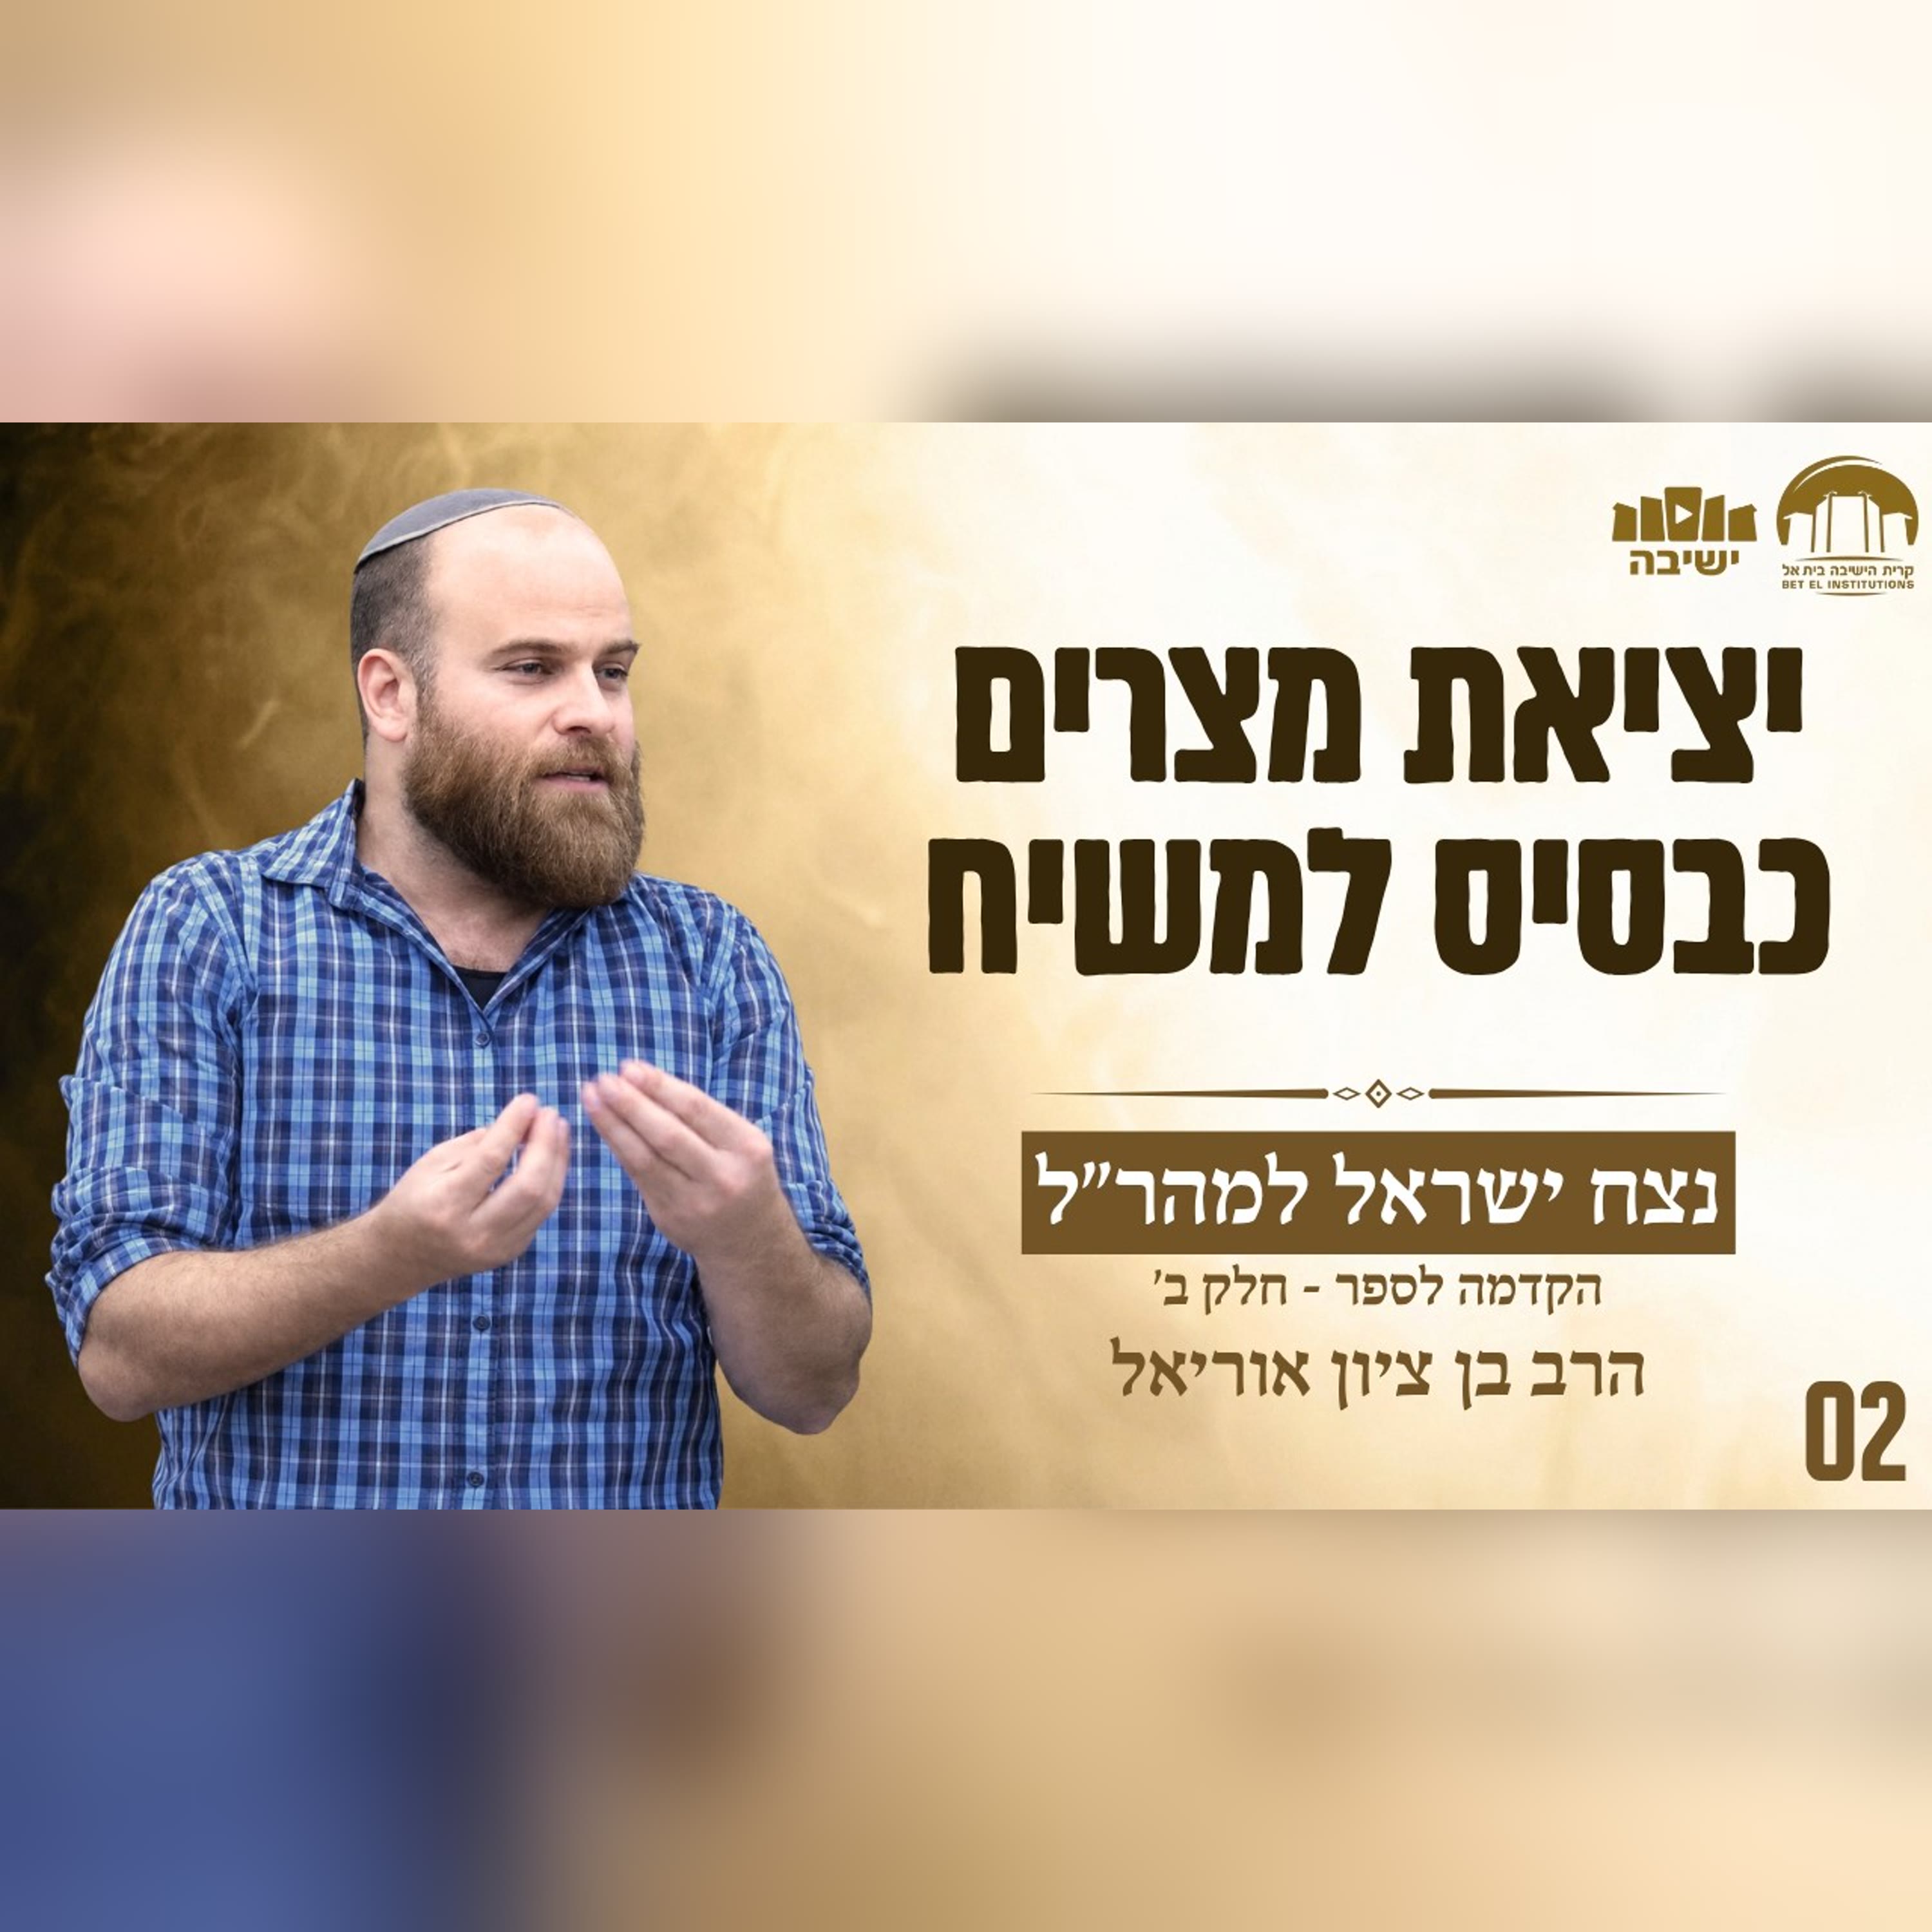 ישיבה
קרית הישיבה בית אל
BET EL INSTITUTIONS
יציאת מצרים
כבסיס למשיח
נצח ישראל למהר״ל
הקדמה לספר - חלק ב׳
הרב בן ציון אוריאל
02